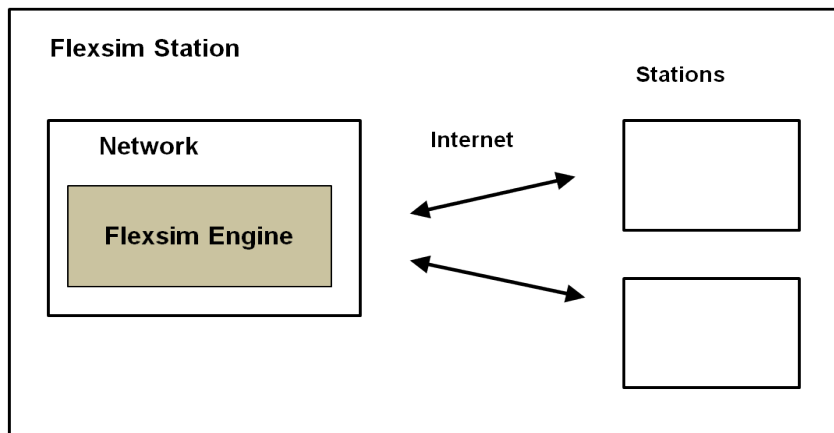 Flexsim Station
Stations
Network
Internet
Flexsim Engine